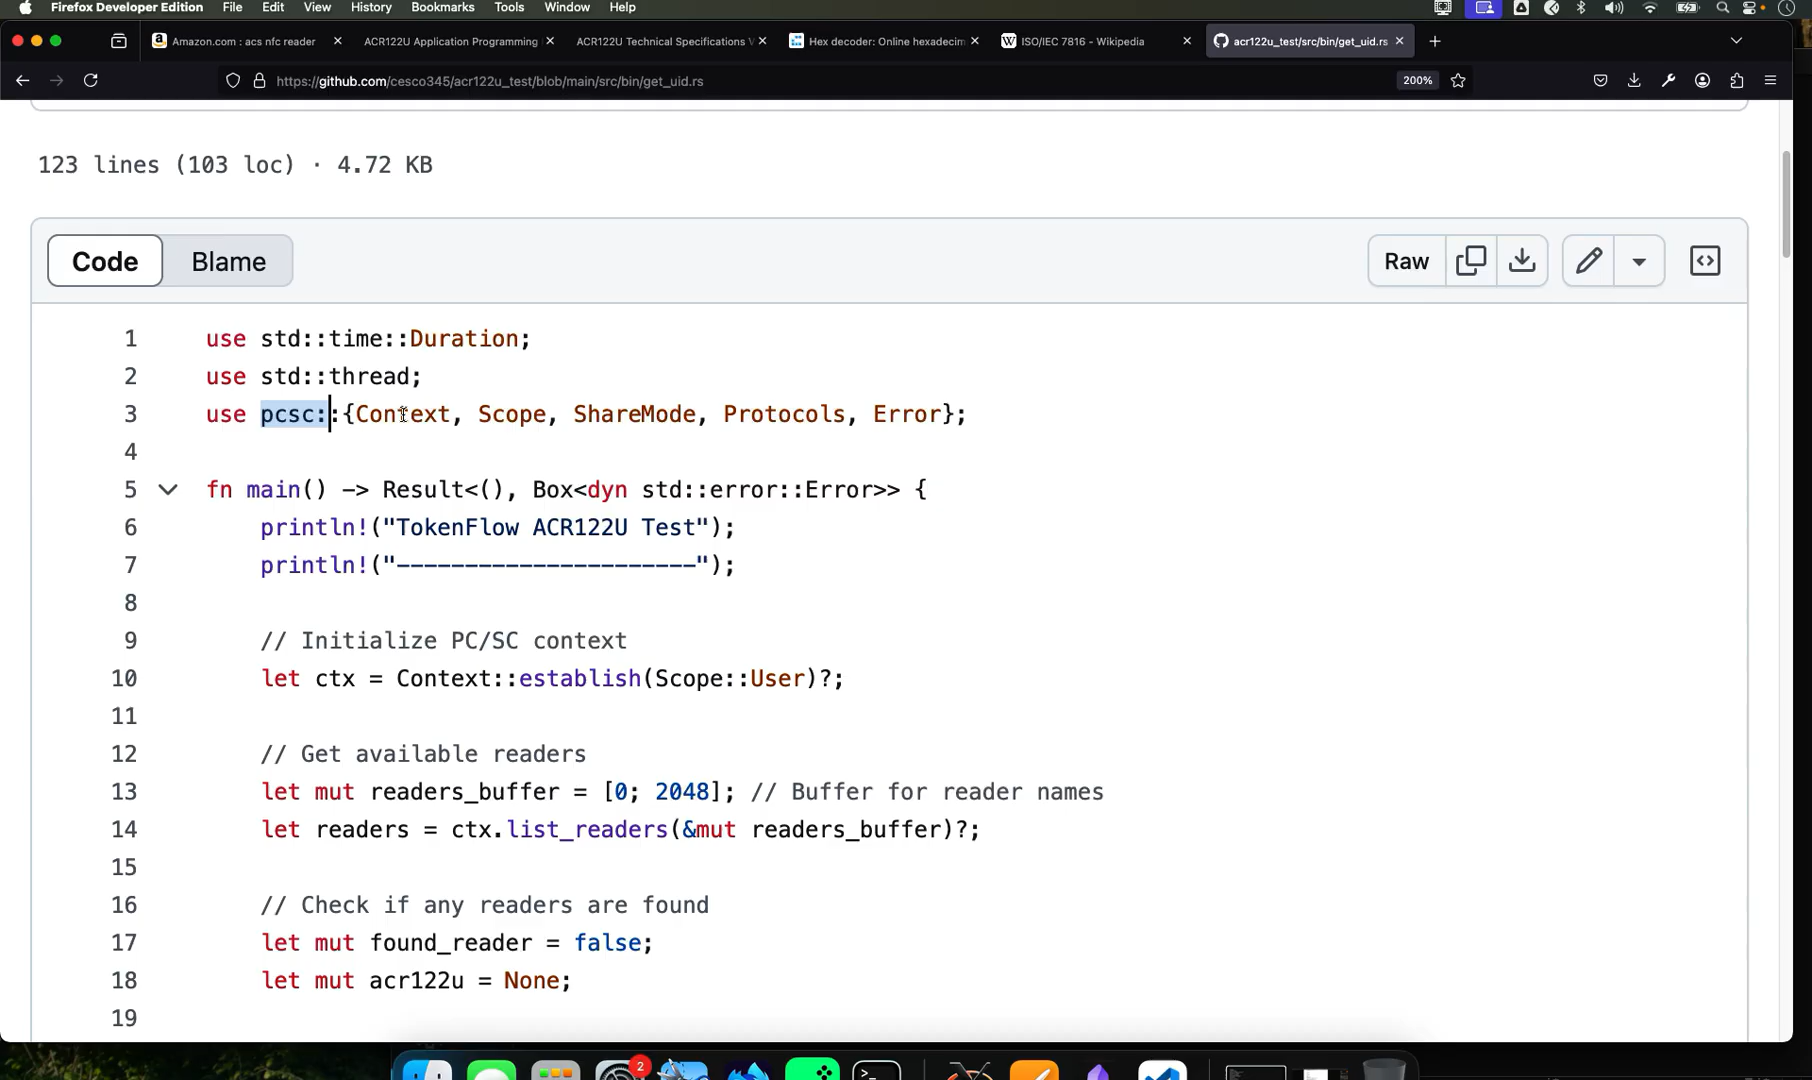 Firefox Developer Edition File Edit View History Bookmarks Tools Window Help
Amazon.com : acs nfc reader
ACR122U Application Programming
ACR122U Technical Specifications V
Hex decoder: Online hexadecim
ISO/IEC 7816 - Wikipedia
acr122u_test/src/bin/get_uid.rs
https://github.com/cesco345/acr122u_test/blob/main/src/bin/get_uid.rs
200%
123 lines (103 loc) · 4.72 KB
Code Blame
Raw
1 use std::time::Duration;
2 use std::thread;
3 use pcsc::{Context, Scope, ShareMode, Protocols, Error};
4
5 fn main() -> Result<(), Box<dyn std::error::Error>> {
6 println!("TokenFlow ACR122U Test");
7 println!("----------------------");
8
9 // Initialize PC/SC context
10 let ctx = Context::establish(Scope::User)?;
11
12 // Get available readers
13 let mut readers_buffer = [0; 2048]; // Buffer for reader names
14 let readers = ctx.list_readers(&mut readers_buffer)?;
15
16 // Check if any readers are found
17 let mut found_reader = false;
18 let mut acr122u = None;
19
2